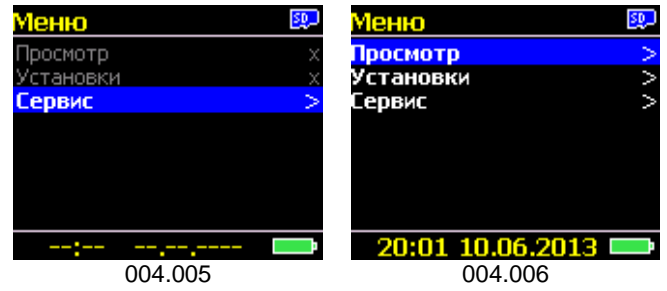 Меню SD
Просмотр x
Установки x
Сервис >
--:-- --.--.----
004.005
Меню SD
Просмотр >
Установки >
Сервис >
20:01 10.06.2013
004.006